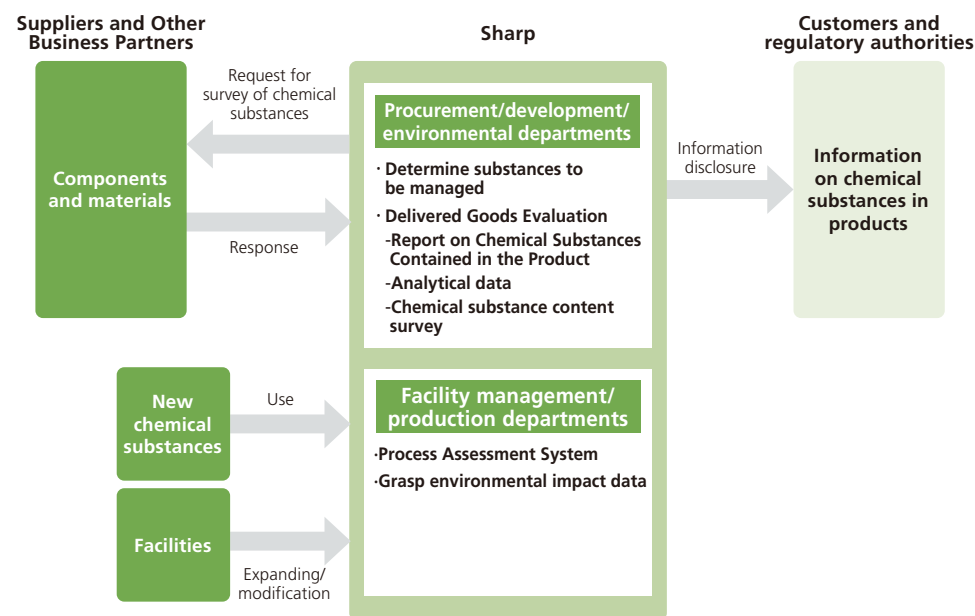 Suppliers and Other
Business Partners
Sharp
Customers and
regulatory authorities
Components
and materials
Request for
survey of chemical
substances
Response
Procurement/development/
environmental departments
· Determine substances to
be managed
· Delivered Goods Evaluation
-Report on Chemical Substances
Contained in the Product
-Analytical data
-Chemical substance content
survey
Information
disclosure
Information
on chemical
substances in
products
New
chemical
substances
Use
Facility management/
production departments
·Process Assessment System
·Grasp environmental impact data
Facilities
Expanding/
modification